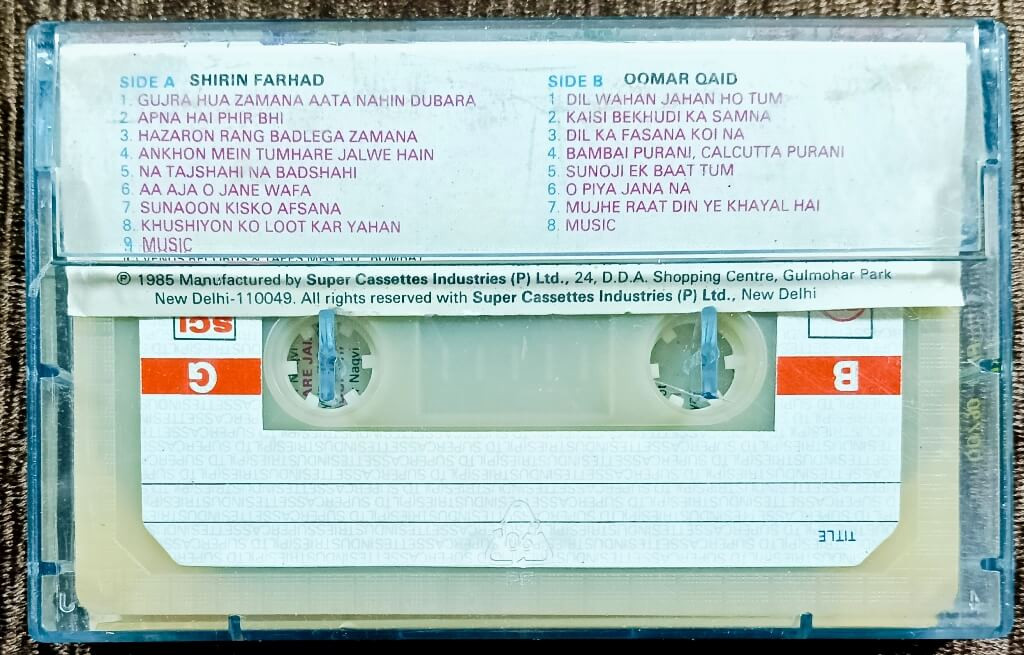 SIDE A SHIRIN FARHAD
1. GUJRA HUA ZAMANA AATA NAHIN DUBARA
2. APNA HAI PHIR BHI
3. HAZARON RANG BADLEGA ZAMANA
4. ANKHON MEIN TUMHARE JALWE HAIN
5. NA TAJSHAHI NA BADSHAHI
6. AA AJA O JANE WAFA
7. SUNAOON KISKO AFSANA
8. KHUSHIYON KO LOOT KAR YAHAN
9. MUSIC
SIDE B OOMAR QAID
1. DIL WAHAN JAHAN HO TUM
2. KAISI BEKHUDI KA SAMNA
3. DIL KA FASANA KOI NA
4. BAMBAI PURANI, CALCUTTA PURANI
5. SUNOJI EK BAAT TUM
6. O PIYA JANA NA
7. MUJHE RAAT DIN YE KHAYAL HAI
8. MUSIC
℗ 1985 Manufactured by Super Cassettes Industries (P) Ltd., 24, D.D.A. Shopping Centre, Gulmohar Park
New Delhi-110049. All rights reserved with Super Cassettes Industries (P) Ltd., New Delhi
SCI
G
B
Naqvi
TITLE